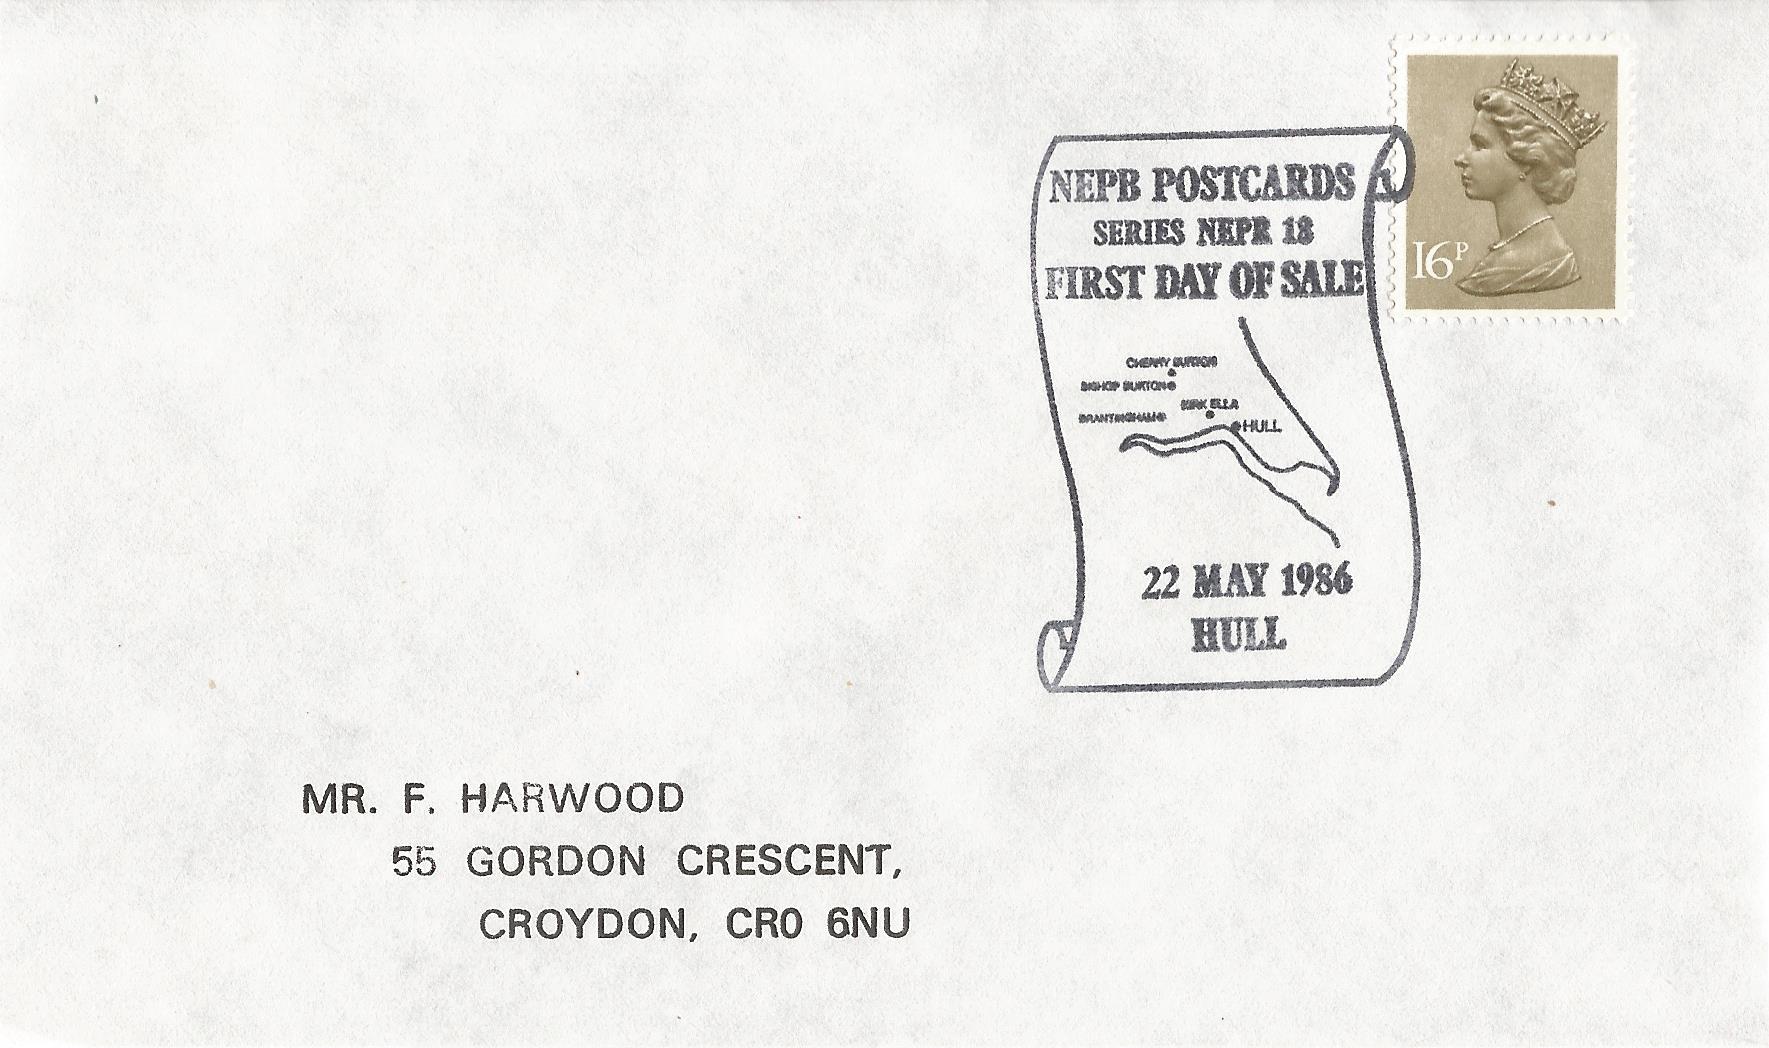 NEPB POSTCARDS
SERIES NEPR 18
FIRST DAY OF SALE
16P
CHERRY BURTON
BISHOP BURTON
KIRK ELLA
BRANTINGHAM
HULL
22 MAY 1986
HULL
MR. F. HARWOOD
55 GORDON CRESCENT,
CROYDON, CR0 6NU